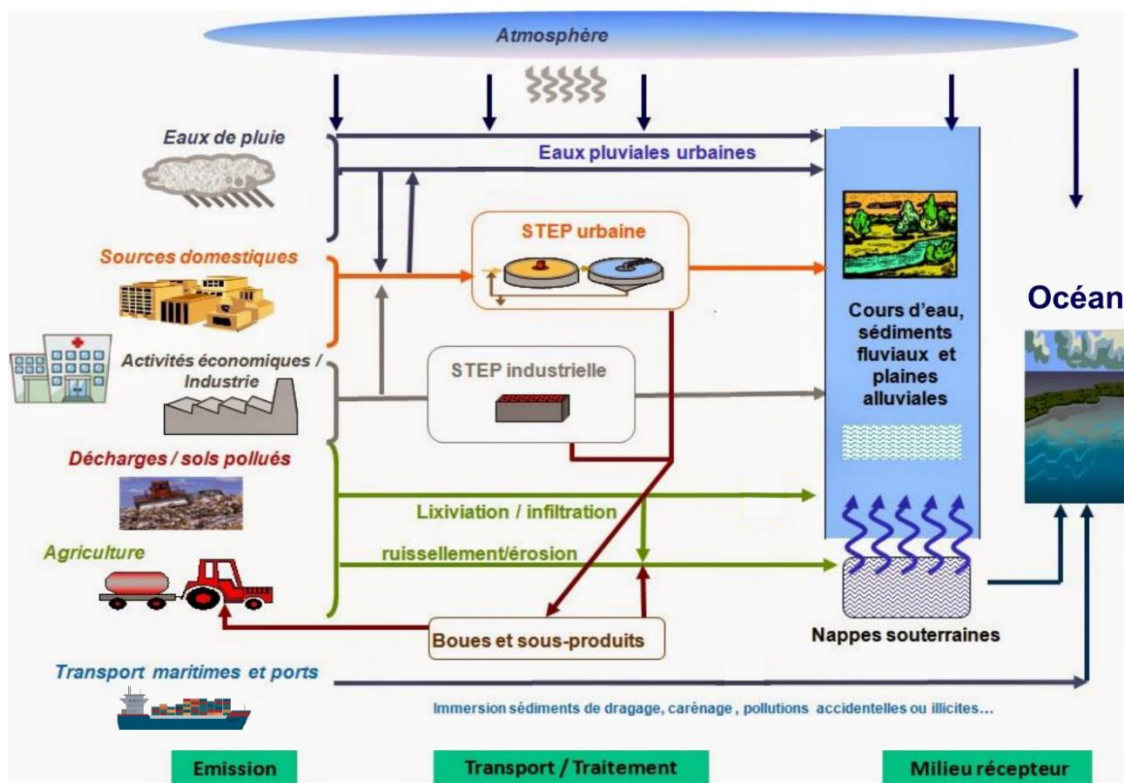 Atmosphère
Eaux de pluie
Eaux pluviales urbaines
STEP urbaine
Sources domestiques
Océan
Cours d'eau,
sédiments
fluviaux et
plaines
alluviales
Activités économiques /
Industrie
STEP industrielle
Décharges / sols pollués
Lixiviation / infiltration
Agriculture
ruissellement/érosion
Boues et sous-produits
Nappes souterraines
Transport maritimes et ports
Immersion sédiments de dragage, carénage , pollutions accidentelles ou illicites...
Emission
Transport / Traitement
Milieu récepteur